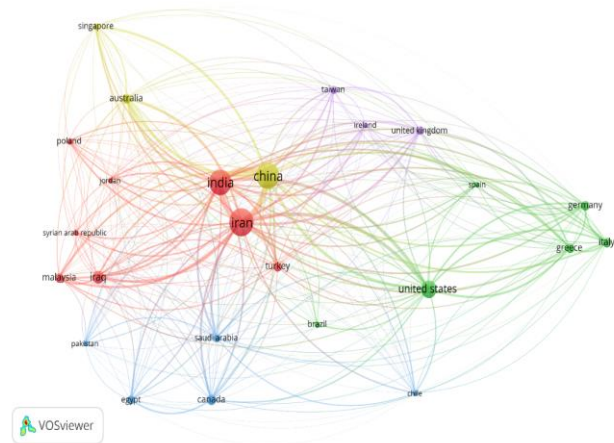 singapore
australia
taiwan
ireland
united kingdom
poland
jordan
india
china
spain
germany
iran
syrian arab republic
italy
greece
turkey
malaysia
iraq
united states
brazil
saudi arabia
pakistan
chile
egypt
canada
VOSviewer